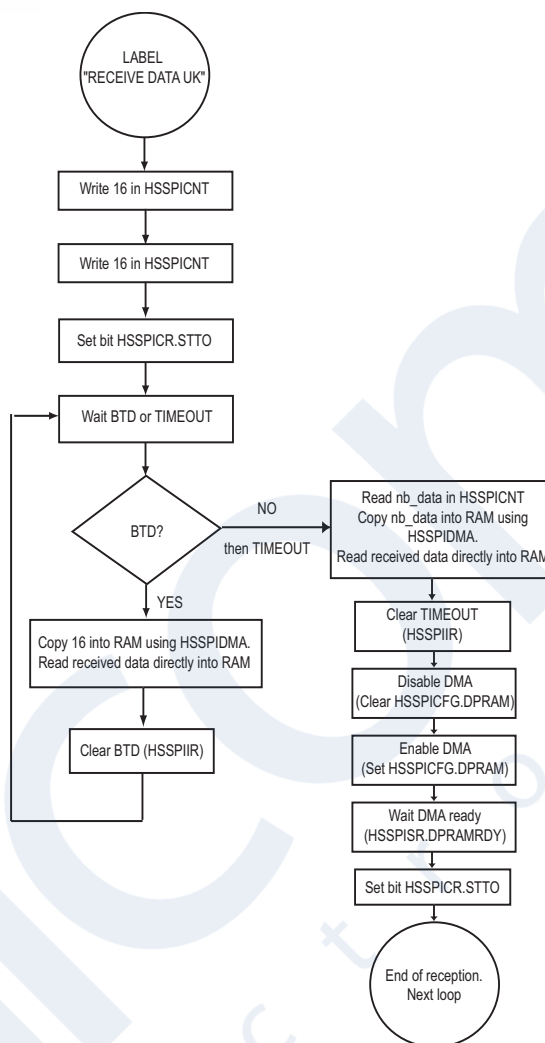 LABEL
"RECEIVE DATA UK"
Write 16 in HSSPICNT
Write 16 in HSSPICNT
Set bit HSSPICR.STTO
Wait BTD or TIMEOUT
BTD?
NO
then TIMEOUT
YES
Copy 16 into RAM using HSSPIDMA.
Read received data directly into RAM
Clear BTD (HSSPIIR)
Read nb_data in HSSPICNT
Copy nb_data into RAM using
HSSPIDMA.
Read received data directly into RAM
Clear TIMEOUT
(HSSPIIR)
Disable DMA
(Clear HSSPICFG.DPRAM)
Enable DMA
(Set HSSPICFG.DPRAM)
Wait DMA ready
(HSSPISR.DPRAMRDY)
Set bit HSSPICR.STTO
End of reception.
Next loop